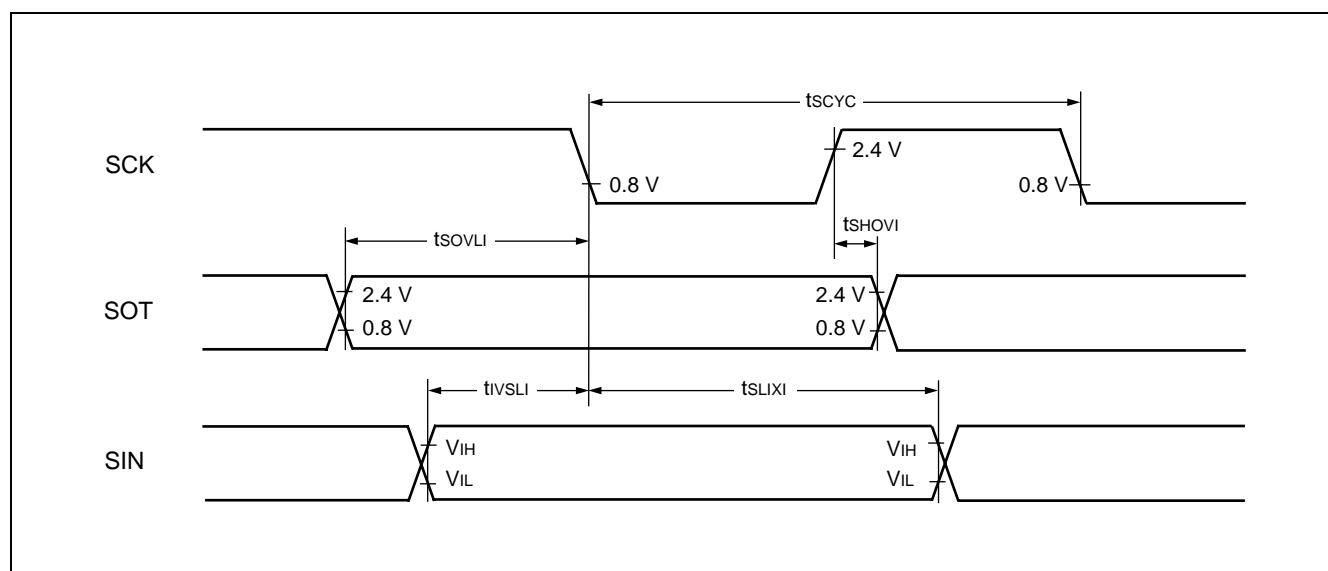 tSCYC
SCK
2.4 V
0.8 V
0.8 V
tSOVLI
tSHOVI
SOT
2.4 V
2.4 V
0.8 V
0.8 V
tIVSLI
tSLIXI
SIN
VIH
VIH
VIL
VIL